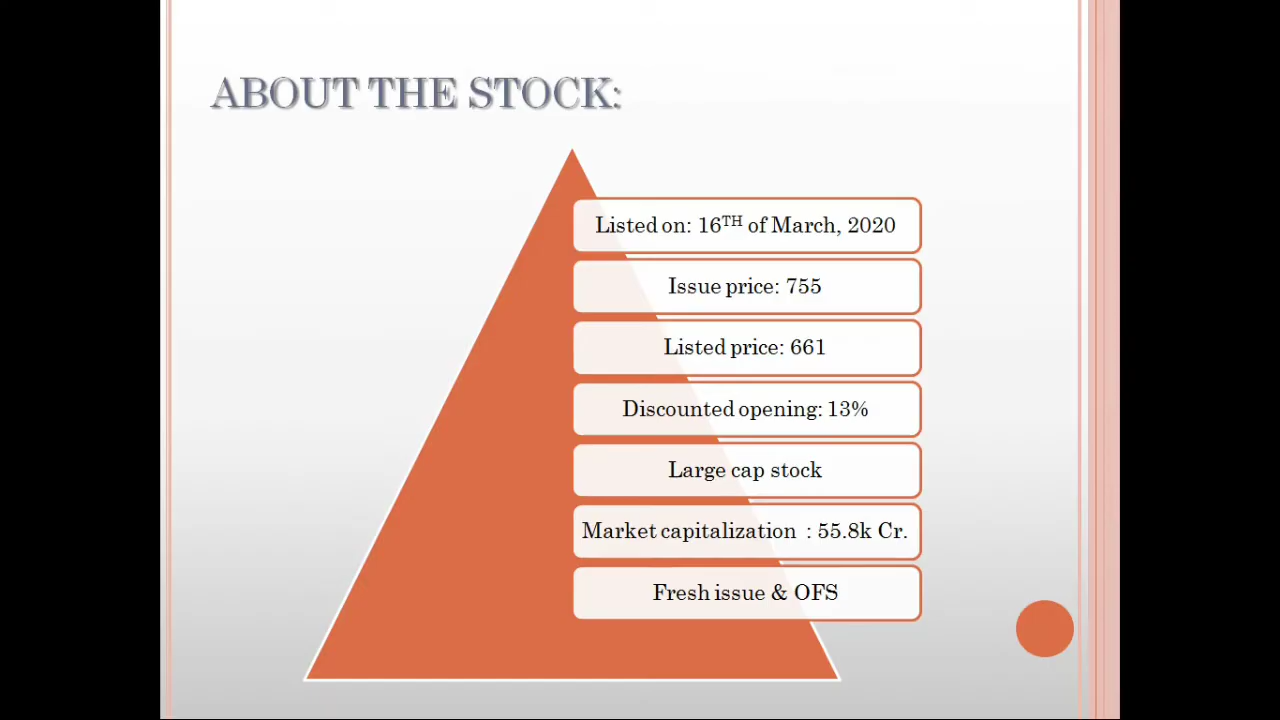 ABOUT THE STOCK:
Listed on: 16TH of March, 2020
Issue price: 755
Listed price: 661
Discounted opening: 13%
Large cap stock
Market capitalization : 55.8k Cr.
Fresh issue & OFS